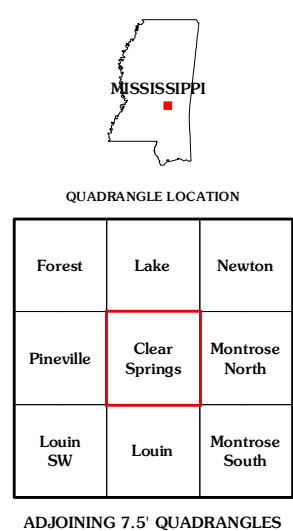 MISSISSIPPI
QUADRANGLE LOCATION
Forest
Lake
Newton
Pineville
Clear
Springs
Montrose
North
Louin
SW
Louin
Montrose
South
ADJOINING 7.5' QUADRANGLES